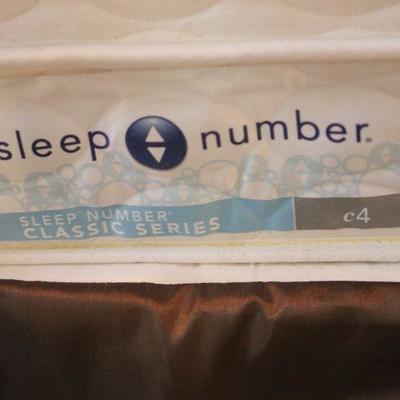 sleep number®
SLEEP NUMBER®
CLASSIC SERIES
c4